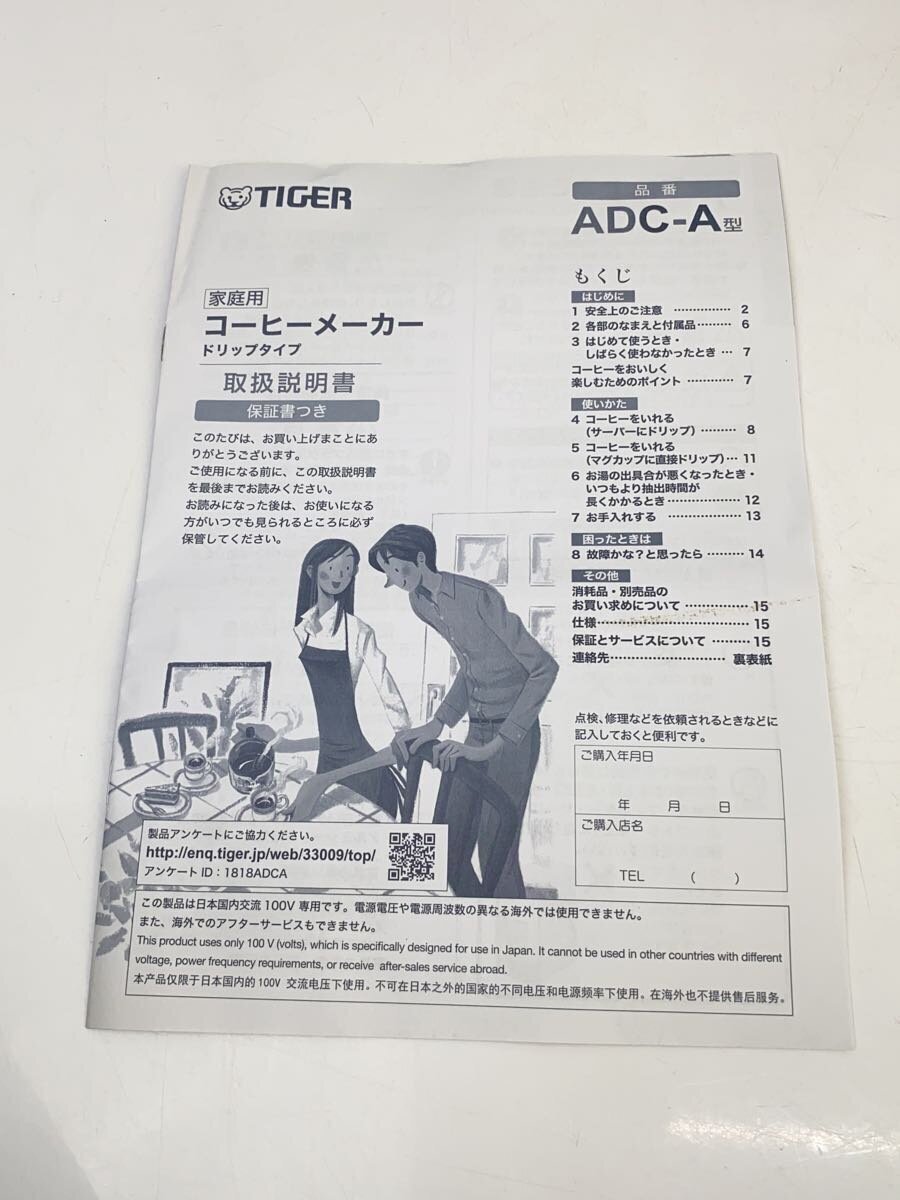 TIGER
品番
ADC-A型
家庭用
コーヒーメーカー
ドリップタイプ
取扱説明書
保証書つき
このたびは、お買い上げまことにあ
りがとうございます。
ご使用になる前に、この取扱説明書
を最後までお読みください。
お読みになった後は、お使いになる
方がいつでも見られるところに必ず
保管してください。
もくじ
はじめに
1 安全上のご注意 …………… 2
2 各部のなまえと付属品……… 6
3 はじめて使うとき・
しばらく使わなかったとき … 7
コーヒーをおいしく
楽しむためのポイント ………… 7
使いかた
4 コーヒーをいれる
(サーバーにドリップ) ……… 8
5 コーヒーをいれる
(マグカップに直接ドリップ)… 11
6 お湯の出具合が悪くなったとき・
いつもより抽出時間が
長くかかるとき………………… 12
7 お手入れする ………………… 13
困ったときは
8 故障かな?と思ったら ……… 14
その他
消耗品・別売品の
お買い求めについて …………… 15
仕様………………………………… 15
保証とサービスについて ……… 15
連絡先………………………… 裏表紙
点検、修理などを依頼されるときなどに
記入しておくと便利です。
ご購入年月日
年 月 日
ご購入店名
TEL ( )
製品アンケートにご協力ください。
http://enq.tiger.jp/web/33009/top/
アンケート ID：1818ADCA
この製品は日本国内交流 100V 専用です。電源電圧や電源周波数の異なる海外では使用できません。
また、海外でのアフターサービスもできません。
This product uses only 100 V (volts), which is specifically designed for use in Japan. It cannot be used in other countries with different
voltage, power frequency requirements, or receive after-sales service abroad.
本产品仅限于日本国内的 100V 交流电压下使用。不可在日本之外的国家的不同电压和电源频率下使用。在海外也不提供售后服务。